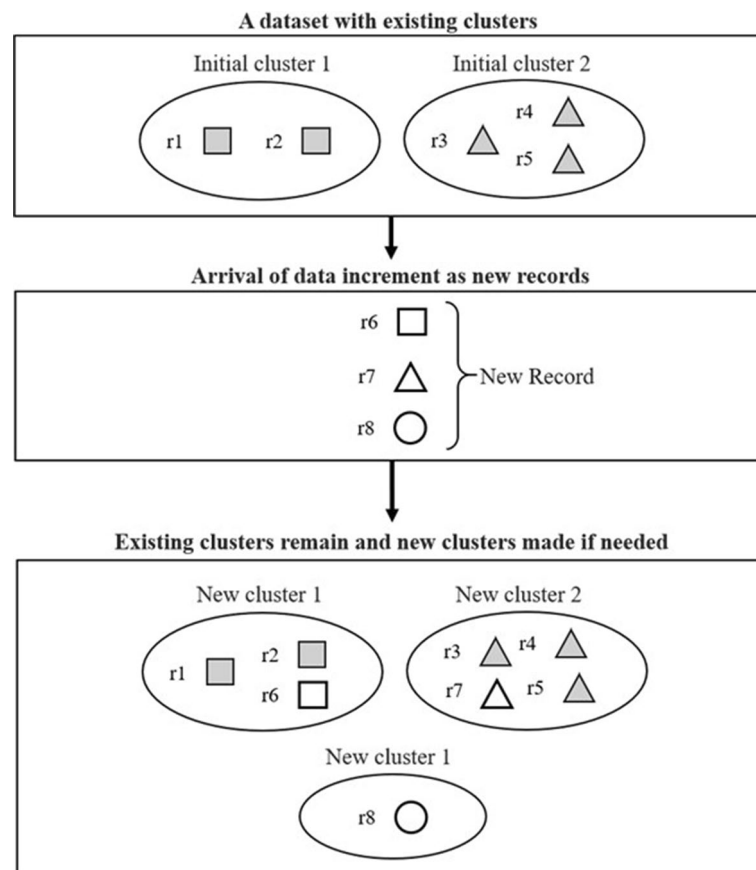 A dataset with existing clusters
Initial cluster 1 Initial cluster 2
r1 r2 r3 r4 r5
Arrival of data increment as new records
r6
r7 New Record
r8
Existing clusters remain and new clusters made if needed
New cluster 1 New cluster 2
r1 r2 r6 r3 r4 r7 r5
New cluster 1
r8